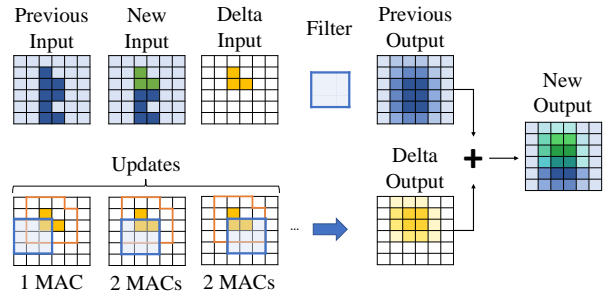 Previous
Input
New
Input
Delta
Input
Filter
Previous
Output
New
Output
Updates
Delta
Output
+
...
1 MAC
2 MACs
2 MACs